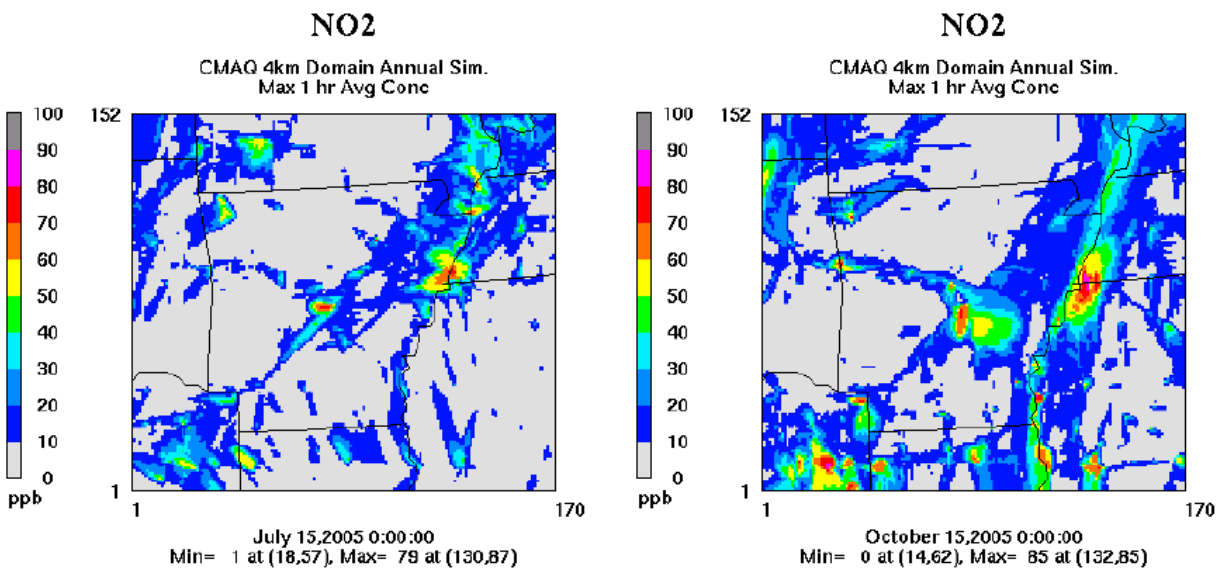 NO2
CMAQ 4km Domain Annual Sim.
Max 1 hr Avg Conc
100
90
80
70
60
50
40
30
20
10
0
ppb
152
1
1
170
July 15,2005 0:00:00
Min= 1 at (18,57), Max= 79 at (130,87)
NO2
CMAQ 4km Domain Annual Sim.
Max 1 hr Avg Conc
100
90
80
70
60
50
40
30
20
10
0
ppb
152
1
1
170
October 15,2005 0:00:00
Min= 0 at (14,62), Max= 85 at (132,85)